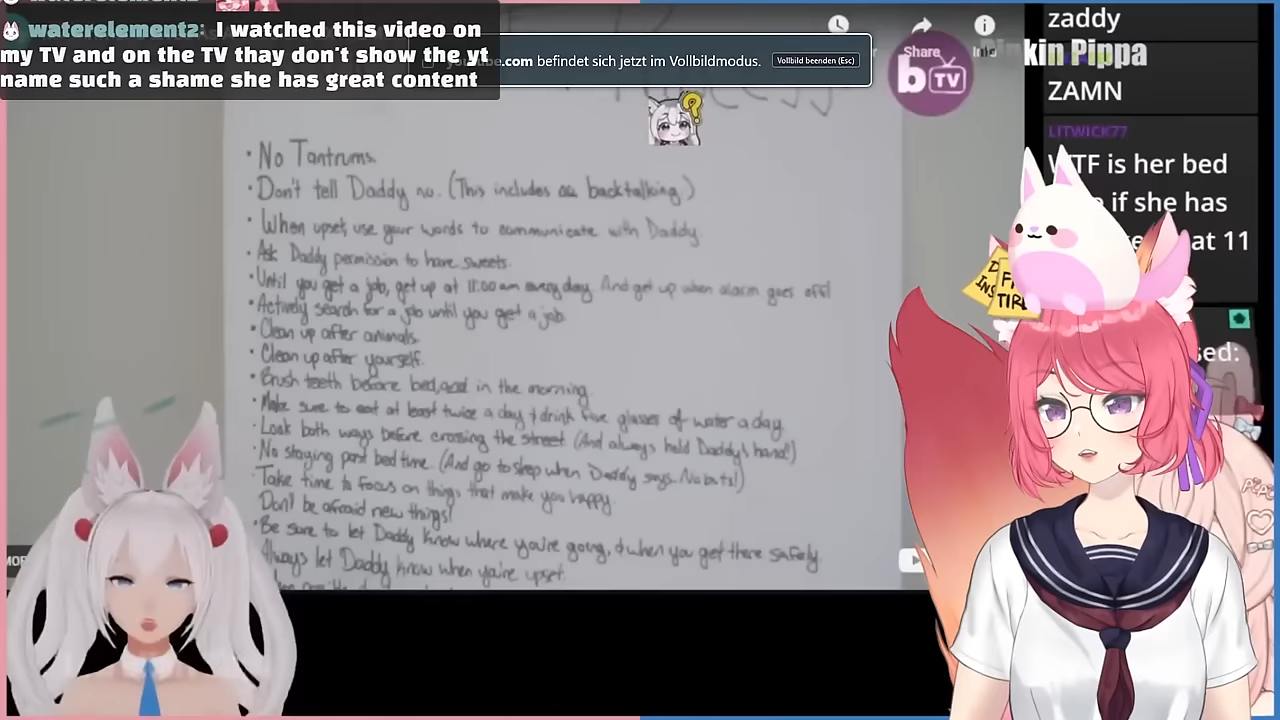 waterelement2: I watched this video on
my TV and on the TV thay don't show the yt
name such a shame she has great content
.com befindet sich jetzt im Vollbildmodus.
Vollbild beenden (Esc)
Share
b TV
kin Pippa
zaddy
ZAMN
LITWICK77
WTF is her bed
if she has
at 11
sed:
• No Tantrums.
• Don't tell Daddy no. (This includes backtalking.)
• When upset, use your words to communicate with Daddy.
• Ask Daddy permission to have sweets.
• Until you get a job, get up at 11:00 am everyday. And get up when alarm goes off!
• Actively search for a job until you get a job.
• Clean up after animals.
• Clean up after yourself.
• Brush teeth before bed, and in the morning.
• Make sure to eat at least twice a day & drink five glasses of water a day.
Look both ways before crossing the street (And always hold Daddy's hand!)
No staying past bedtime. (And go to sleep when Daddy says. No buts!)
Take time to focus on things that make you happy.
Don't be afraid new things!
• Be sure to let Daddy know where you're going, & when you get there safely.
Always let Daddy know when you're upset.